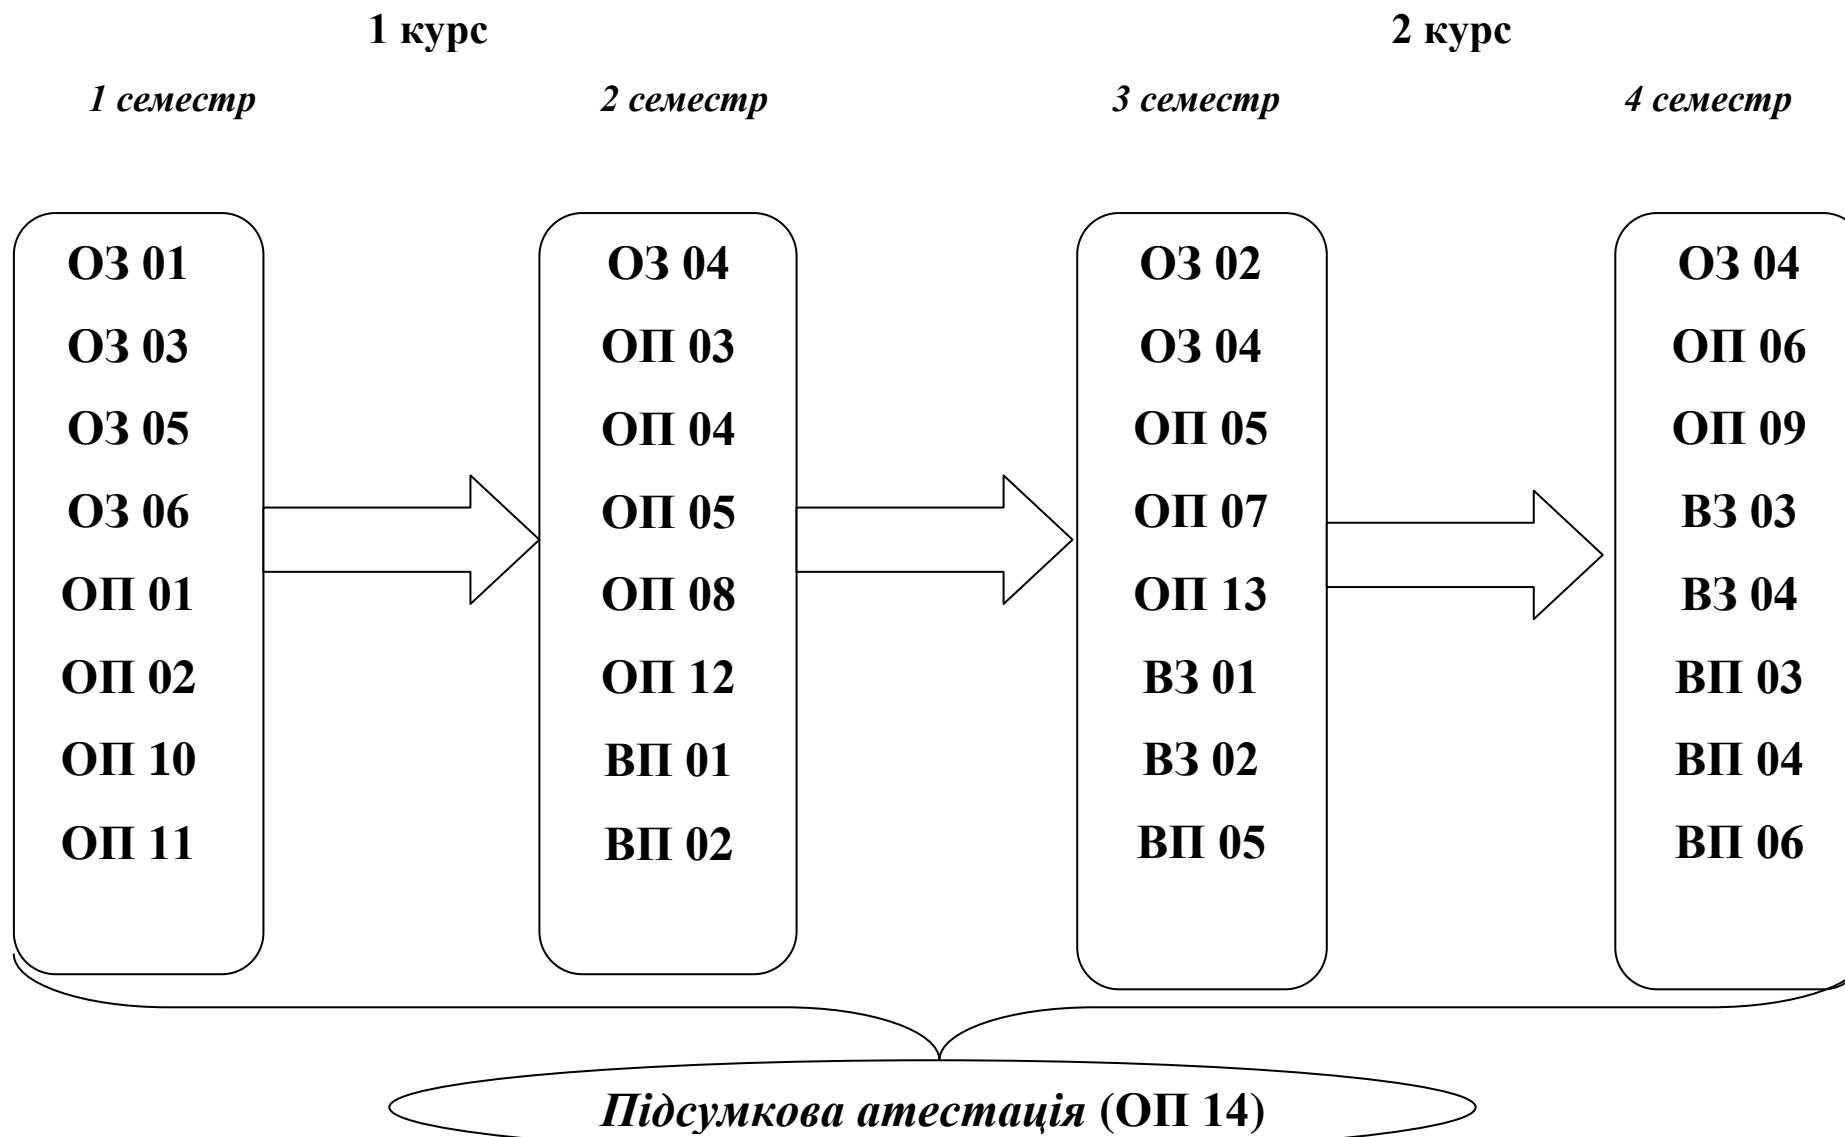 1 курс
2 курс
1 семестр
2 семестр
3 семестр
4 семестр
ОЗ 01
ОЗ 03
ОЗ 05
ОЗ 06
ОП 01
ОП 02
ОП 10
ОП 11
ОЗ 04
ОП 03
ОП 04
ОП 05
ОП 08
ОП 12
ВП 01
ВП 02
ОЗ 02
ОЗ 04
ОП 05
ОП 07
ОП 13
ВЗ 01
ВЗ 02
ВП 05
ОЗ 04
ОП 06
ОП 09
ВЗ 03
ВЗ 04
ВП 03
ВП 04
ВП 06
Підсумкова атестація (ОП 14)